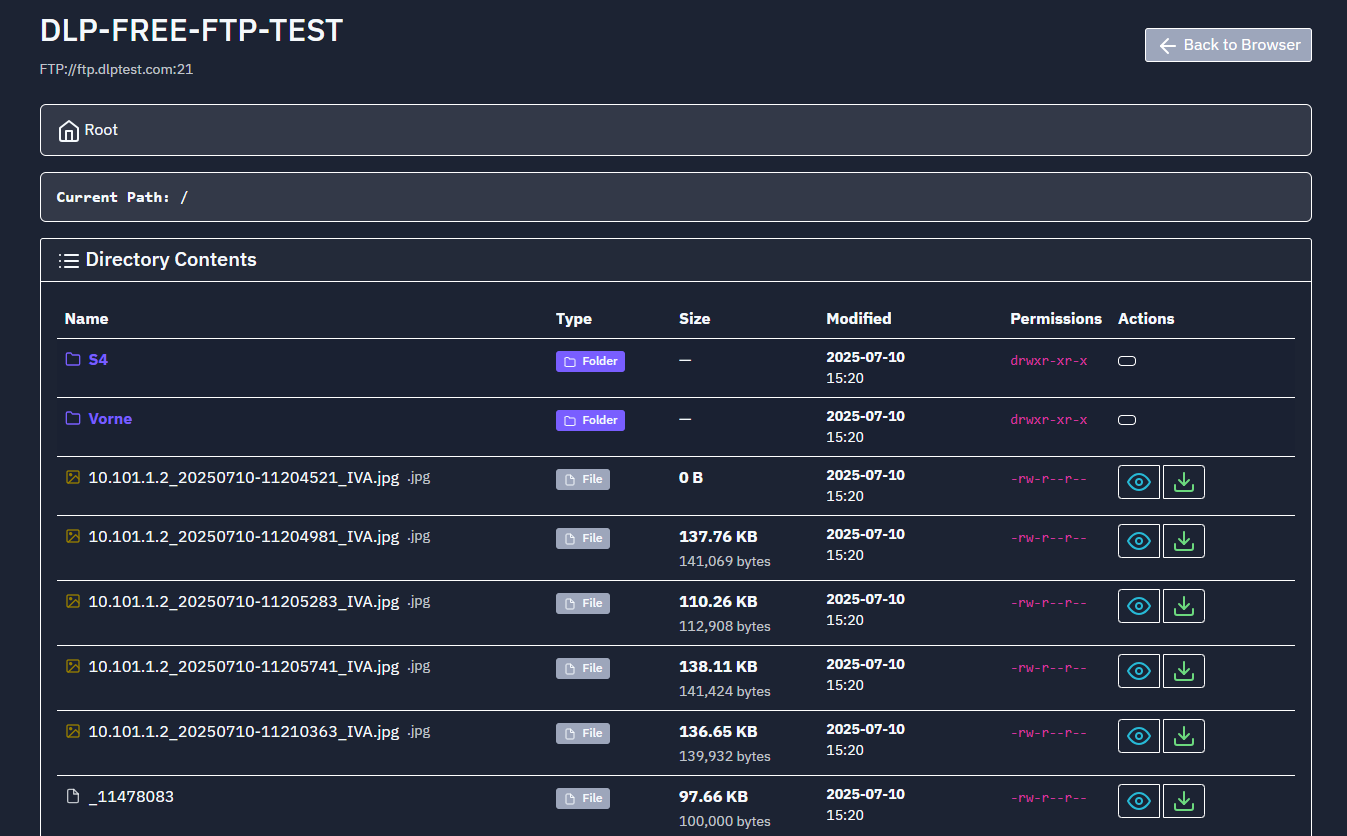 DLP-FREE-FTP-TEST
Back to Browser
FTP://ftp.dlptest.com:21
Root
Current Path: /
Directory Contents
Name Type Size Modified Permissions Actions
S4 Folder — 2025-07-10 drwxr-xr-x
15:20
Vorne Folder — 2025-07-10 drwxr-xr-x
15:20
10.101.1.2_20250710-11204521_IVA.jpg .jpg File 0 B 2025-07-10 -rw-r--r--
15:20
10.101.1.2_20250710-11204981_IVA.jpg .jpg File 137.76 KB 2025-07-10 -rw-r--r--
141,069 bytes 15:20
10.101.1.2_20250710-11205283_IVA.jpg .jpg File 110.26 KB 2025-07-10 -rw-r--r--
112,908 bytes 15:20
10.101.1.2_20250710-11205741_IVA.jpg .jpg File 138.11 KB 2025-07-10 -rw-r--r--
141,424 bytes 15:20
10.101.1.2_20250710-11210363_IVA.jpg .jpg File 136.65 KB 2025-07-10 -rw-r--r--
139,932 bytes 15:20
_11478083 File 97.66 KB 2025-07-10 -rw-r--r--
100,000 bytes 15:20